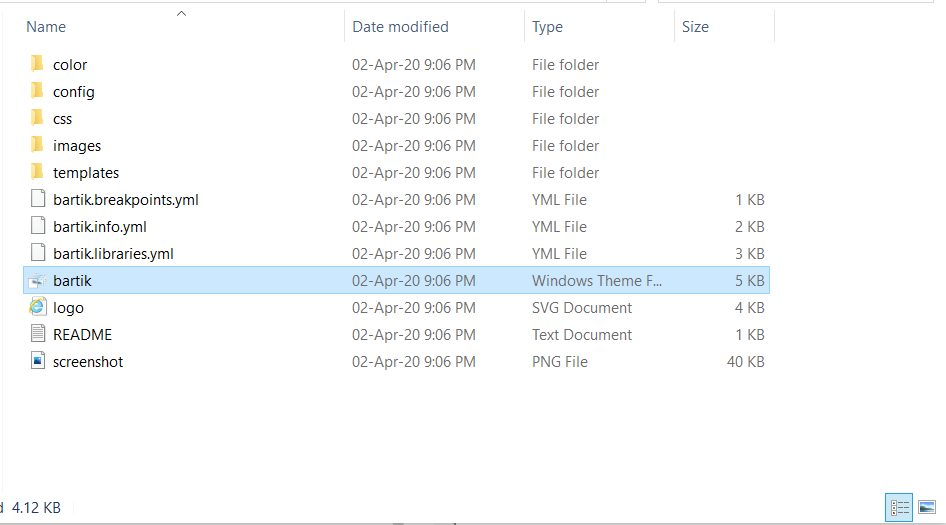 Name Date modified Type Size
color 02-Apr-20 9:06 PM File folder
config 02-Apr-20 9:06 PM File folder
css 02-Apr-20 9:06 PM File folder
images 02-Apr-20 9:06 PM File folder
templates 02-Apr-20 9:06 PM File folder
bartik.breakpoints.yml 02-Apr-20 9:06 PM YML File 1 KB
bartik.info.yml 02-Apr-20 9:06 PM YML File 2 KB
bartik.libraries.yml 02-Apr-20 9:06 PM YML File 3 KB
bartik 02-Apr-20 9:06 PM Windows Theme F... 5 KB
logo 02-Apr-20 9:06 PM SVG Document 4 KB
README 02-Apr-20 9:06 PM Text Document 1 KB
screenshot 02-Apr-20 9:06 PM PNG File 40 KB
4.12 KB